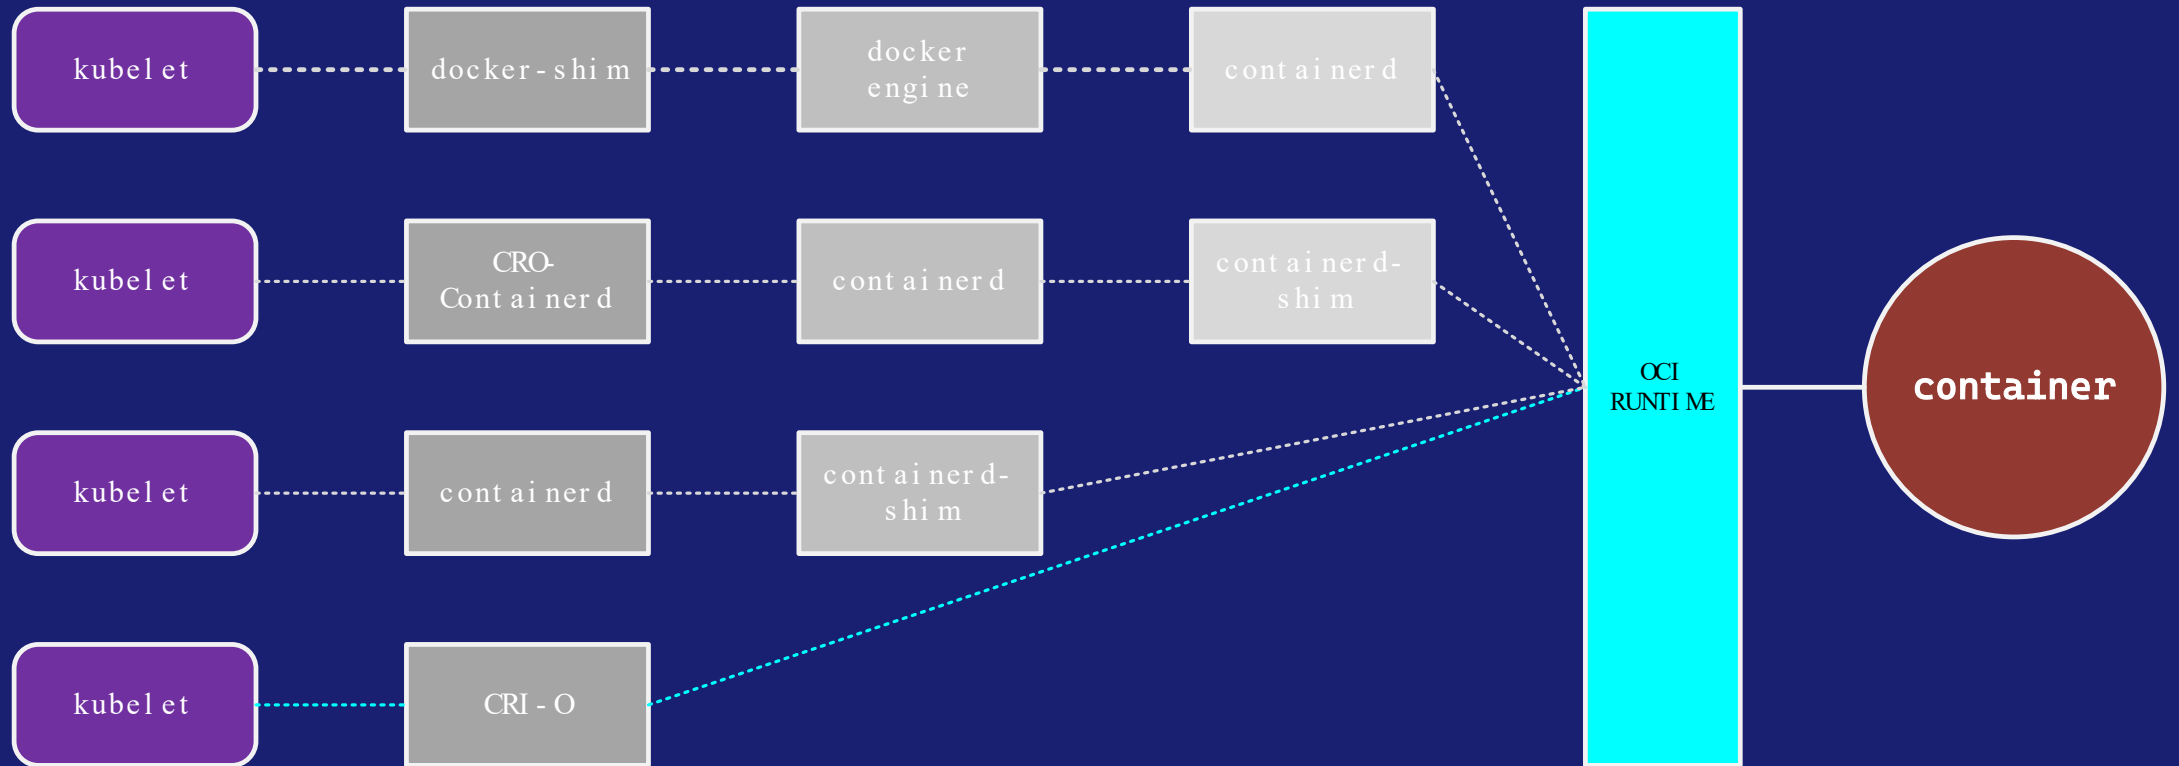 kubelet
docker-shim
docker
engine
containerd
kubelet
CRO-
Containerd
containerd
containerd-
shim
OCI
RUNTIME
container
kubelet
containerd
containerd-
shim
kubelet
CRI-O